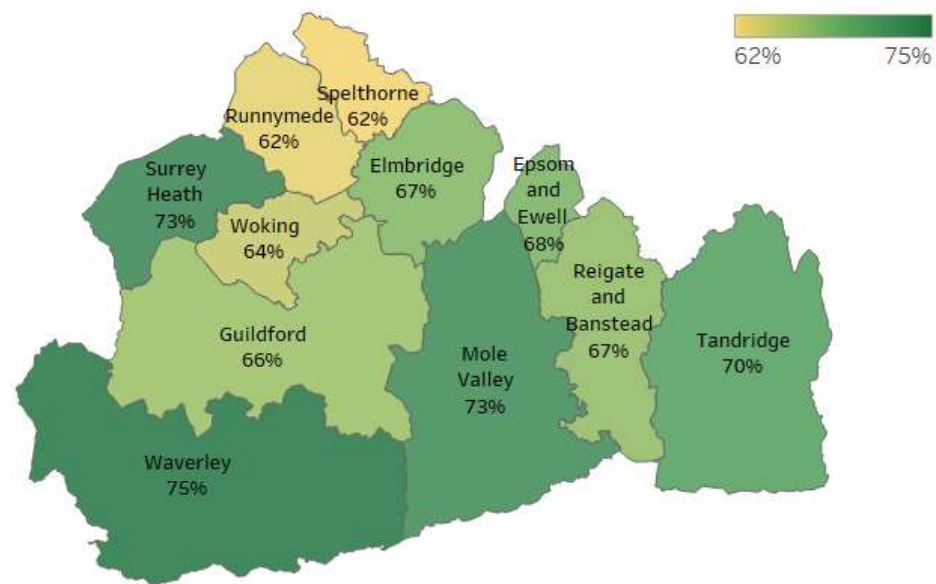 62% 75%
Spelthorne
62%
Runnymede
62%
Elmbridge
67%
Epsom
and
Ewell
68%
Surrey
Heath
73%
Woking
64%
Reigate
and
Banstead
67%
Guildford
66%
Mole
Valley
73%
Tandridge
70%
Waverley
75%